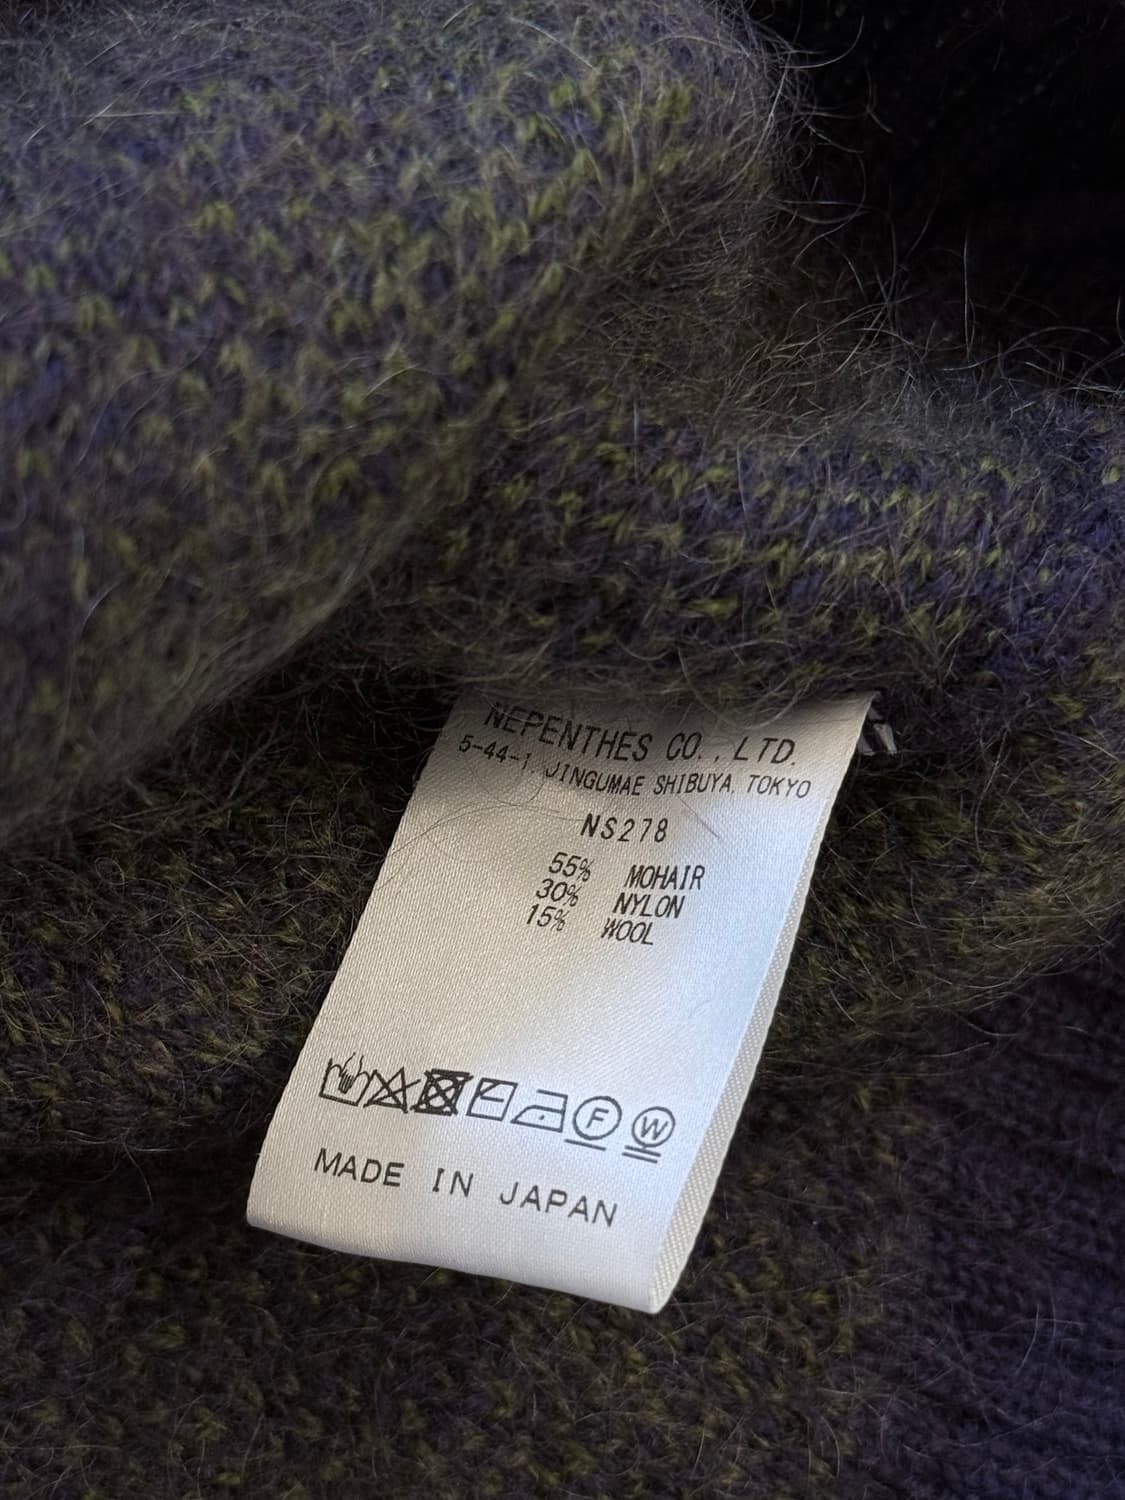 NEPENTHES CO., LTD.
5-44-1, JINGUMAE SHIBUYA, TOKYO
NS278
55% MOHAIR
30% NYLON
15% WOOL
F W
MADE IN JAPAN